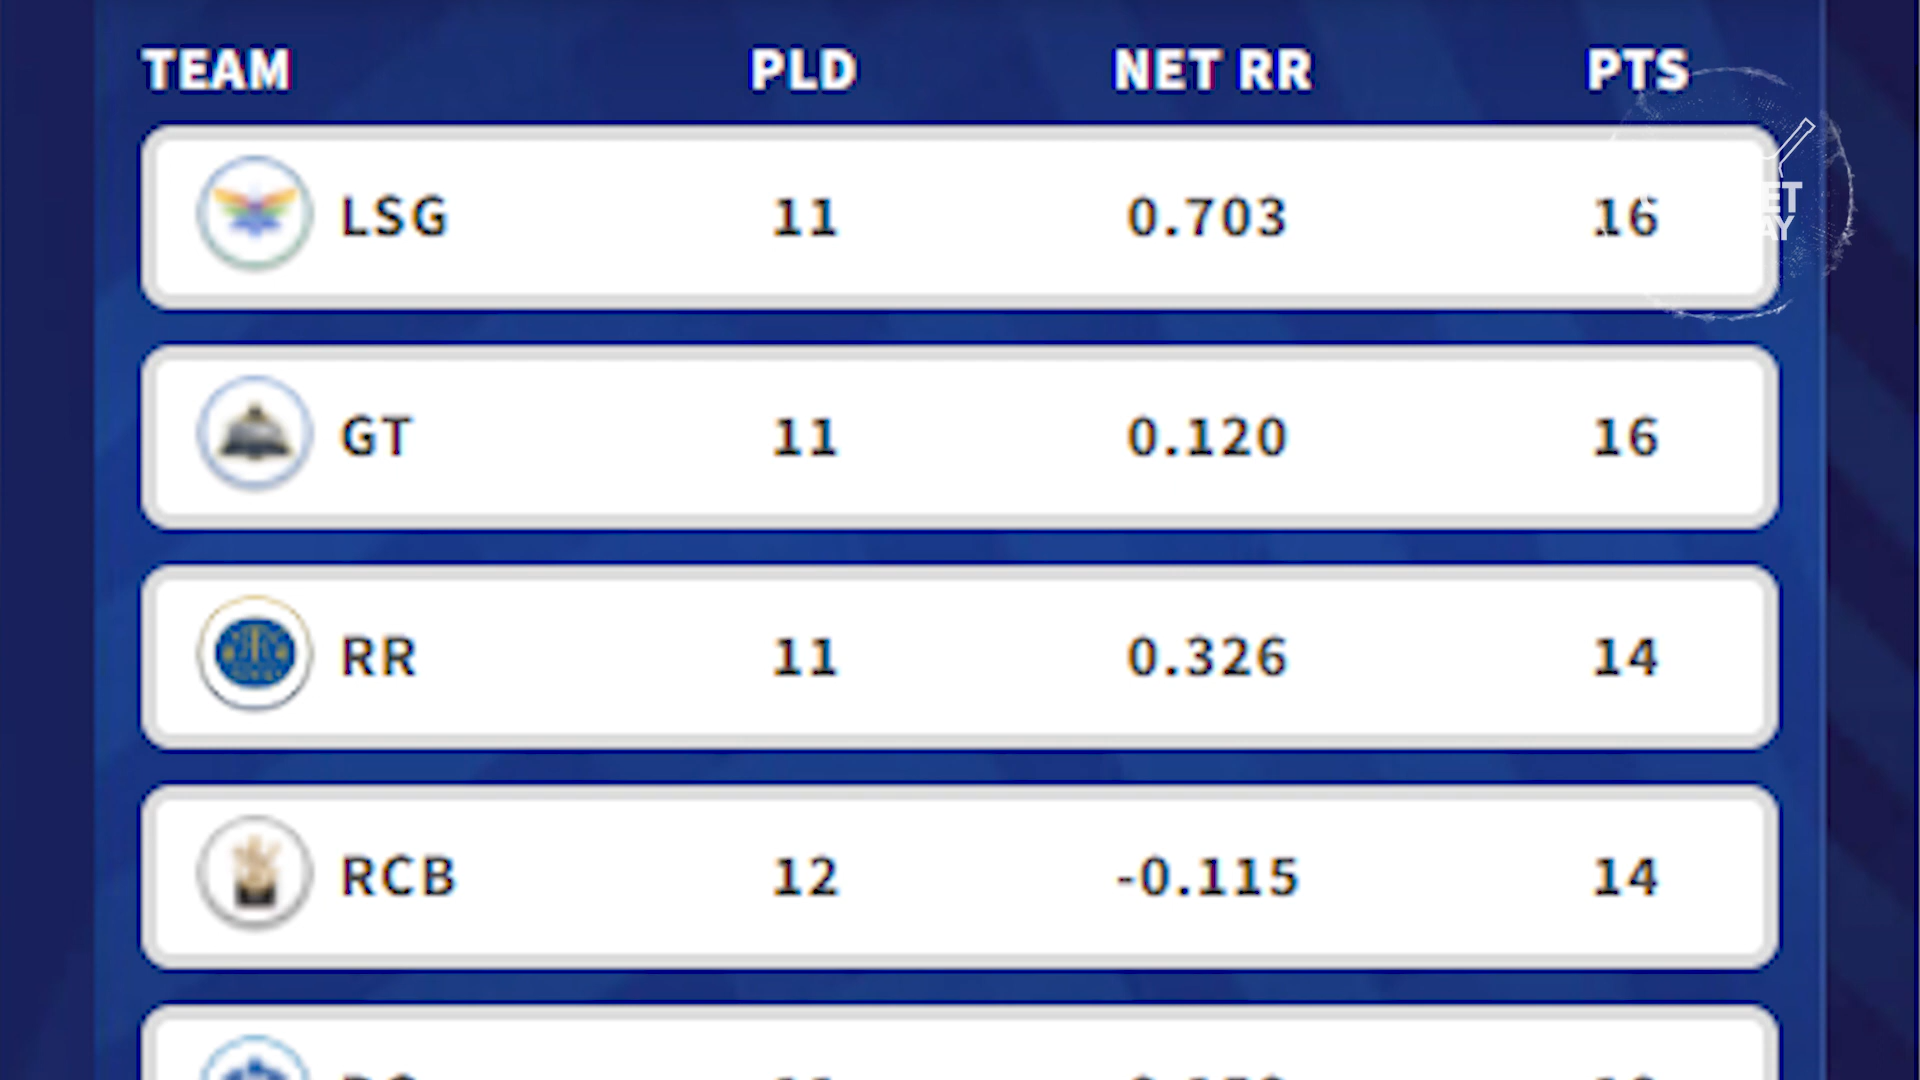 TEAM PLD NET RR PTS
LSG 11 0.703 16
GT 11 0.120 16
RR 11 0.326 14
RCB 12 -0.115 14